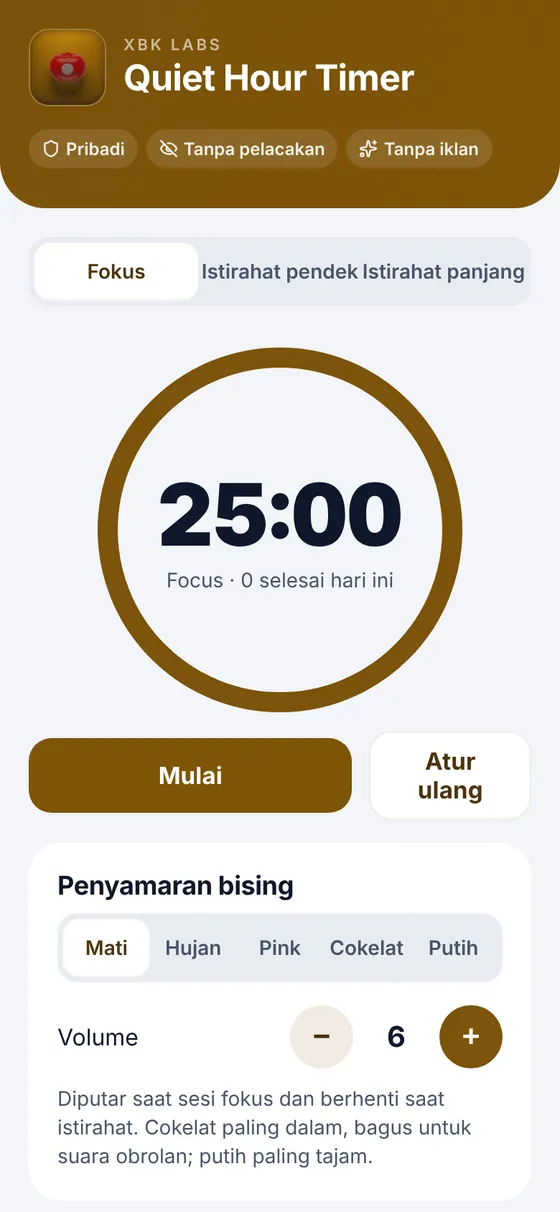 XBK LABS
Quiet Hour Timer
Pribadi
Tanpa pelacakan
Tanpa iklan
Fokus
Istirahat pendek
Istirahat panjang
25:00
Focus · 0 selesai hari ini
Mulai
Atur
ulang
Penyamaran bising
Mati
Hujan
Pink
Cokelat
Putih
Volume
−
6
+
Diputar saat sesi fokus dan berhenti saat
istirahat. Cokelat paling dalam, bagus untuk
suara obrolan; putih paling tajam.